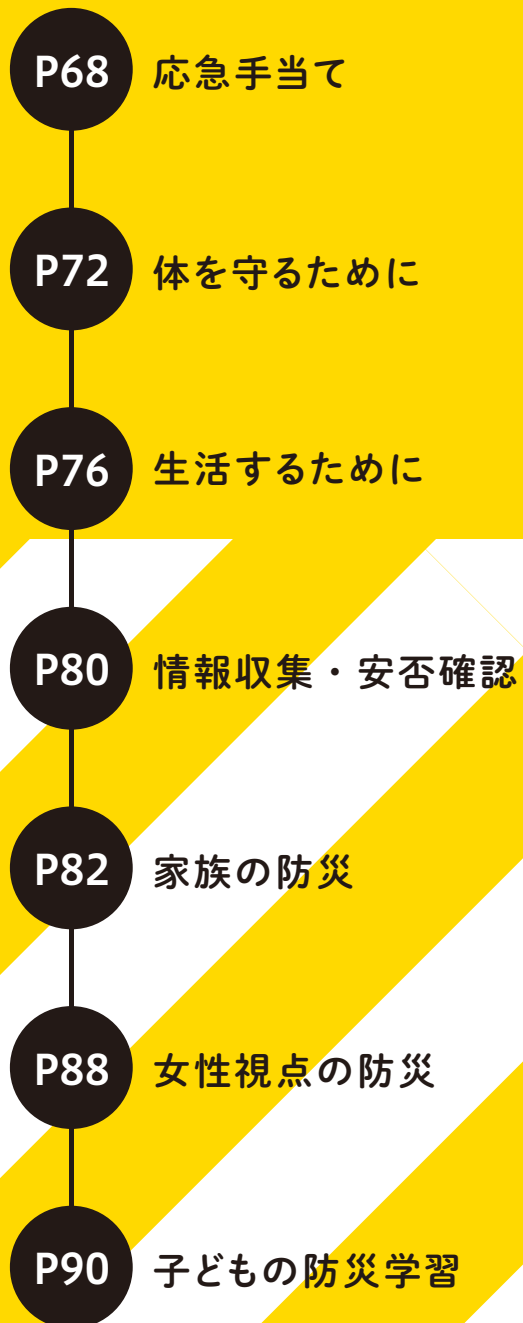 P68 応急手当て
P72 体を守るために
P76 生活するために
P80 情報収集・安否確認
P82 家族の防災
P88 女性視点の防災
P90 子どもの防災学習